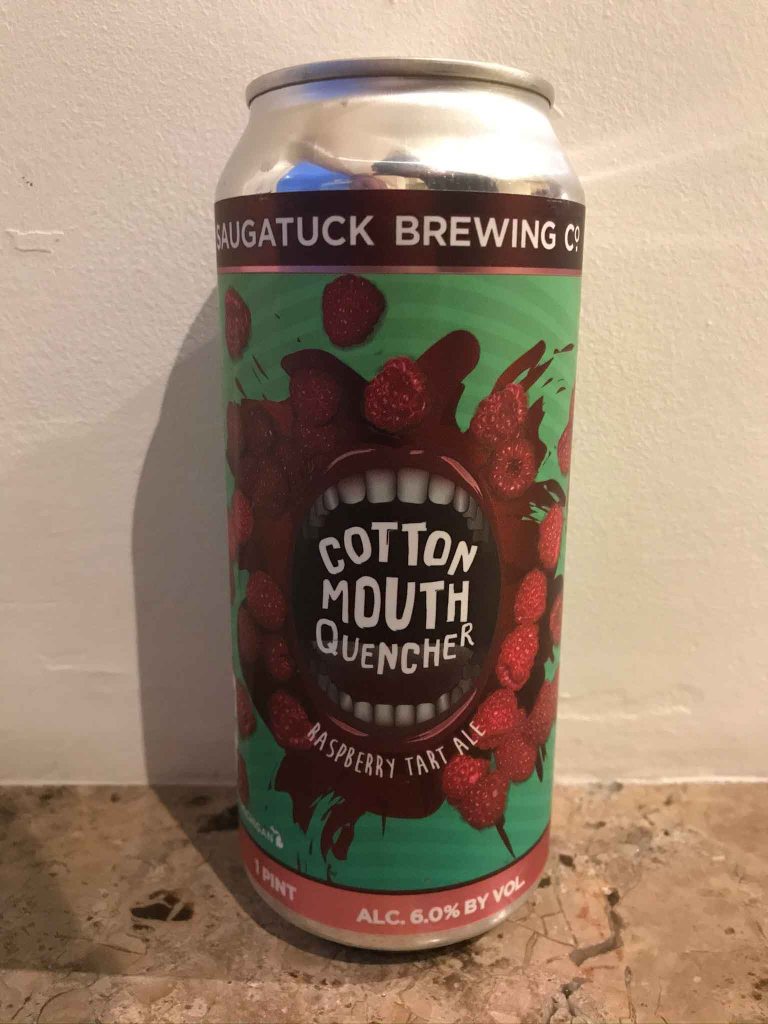 SAUGATUCK BREWING Co.
COTTON
MOUTH
QUENCHER
RASPBERRY TART ALE
1 PINT
ALC. 6.0% BY VOL